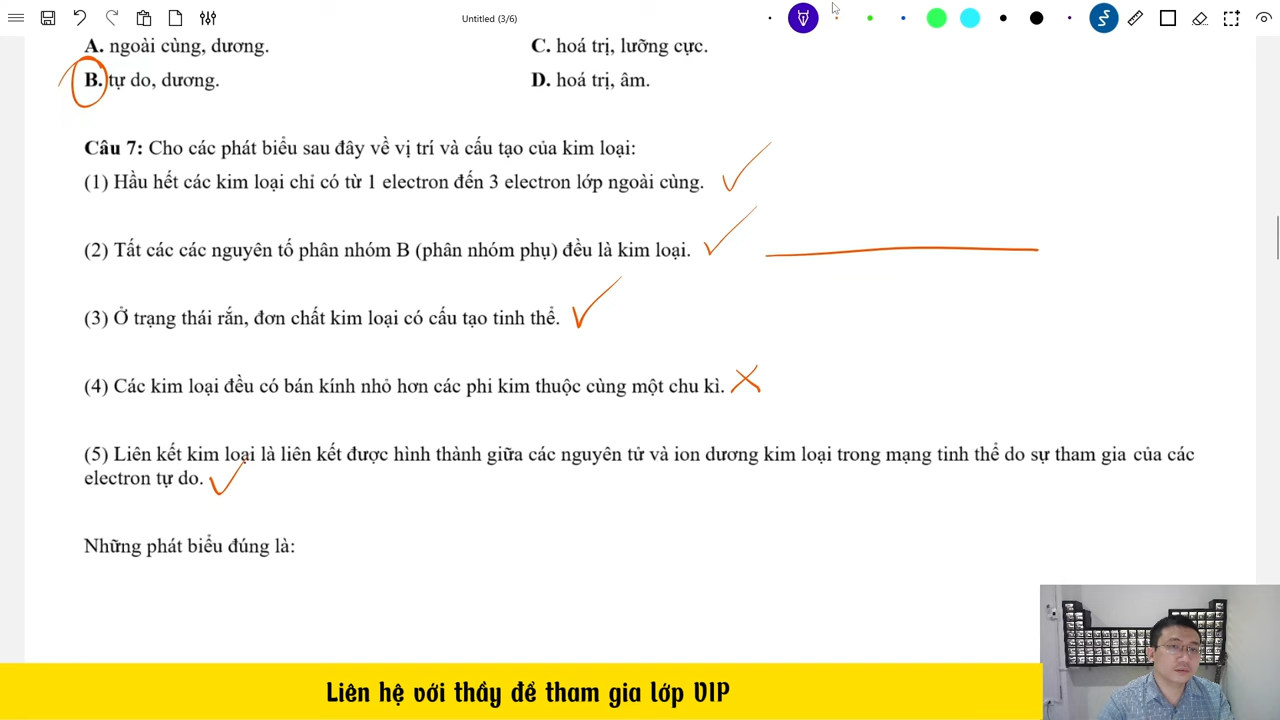 Untitled (3/6)
A. ngoài cùng, dương.
C. hoá trị, lưỡng cực.
B. tự do, dương.
D. hoá trị, âm.
Câu 7: Cho các phát biểu sau đây về vị trí và cấu tạo của kim loại:
(1) Hầu hết các kim loại chỉ có từ 1 electron đến 3 electron lớp ngoài cùng.
(2) Tất các các nguyên tố phân nhóm B (phân nhóm phụ) đều là kim loại.
(3) Ở trạng thái rắn, đơn chất kim loại có cấu tạo tinh thể.
(4) Các kim loại đều có bán kính nhỏ hơn các phi kim thuộc cùng một chu kì.
(5) Liên kết kim loại là liên kết được hình thành giữa các nguyên tử và ion dương kim loại trong mạng tinh thể do sự tham gia của các
electron tự do.
Những phát biểu đúng là:
Liên hệ với thầy để tham gia lớp VIP